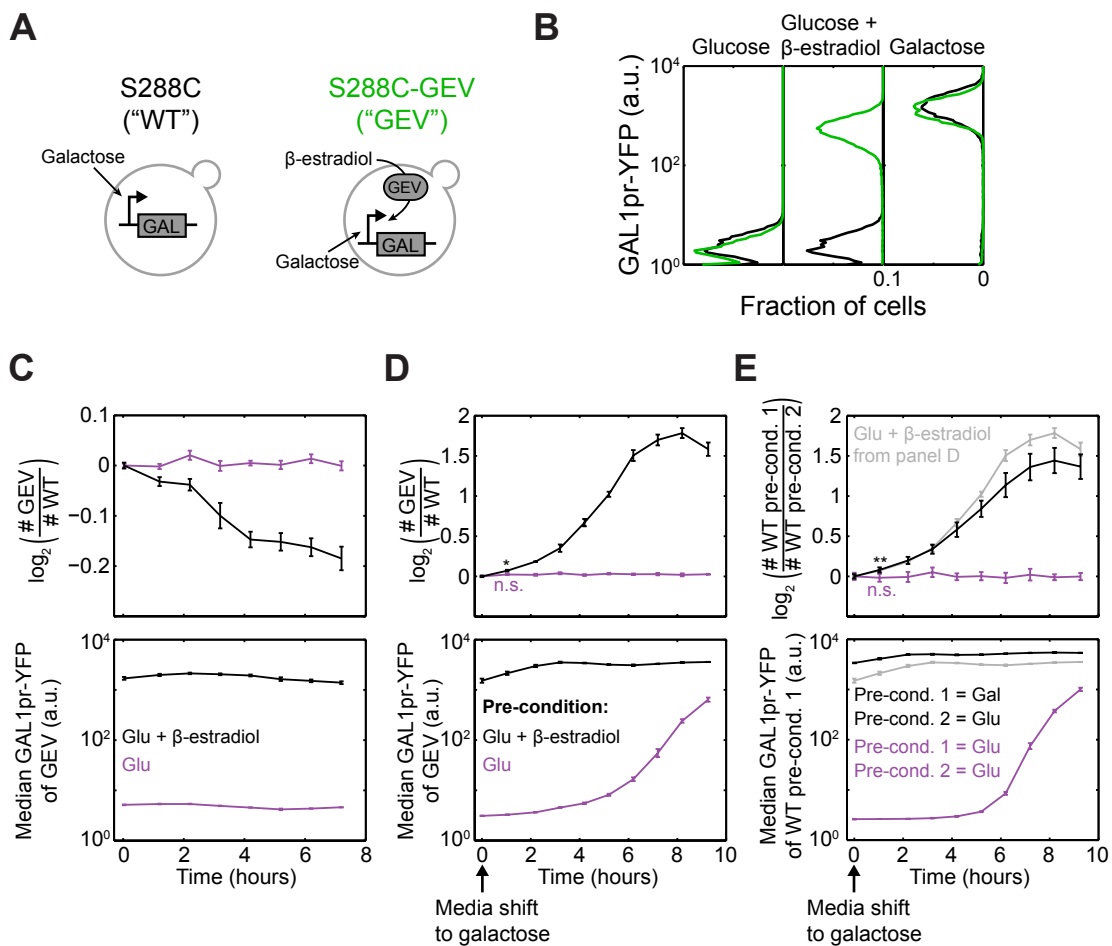 A
S288C
("WT")
Galactose
GAL
S288C-GEV
("GEV")
β-estradiol
GEV
GAL
Galactose
B
Glucose
Glucose +
β-estradiol
Galactose
GAL1pr-YFP (a.u.)
10⁴
10²
10⁰
0.1
0
Fraction of cells
C
log₂ (# GEV / # WT)
0.1
0
−0.1
−0.2
Median GAL1pr-YFP
of GEV (a.u.)
10⁴
10²
10⁰
Glu + β-estradiol
Glu
0
2
4
6
8
Time (hours)
D
log₂ (# GEV / # WT)
2
1.5
1
0.5
0
*
n.s.
Median GAL1pr-YFP
of GEV (a.u.)
10⁴
10²
10⁰
Pre-condition:
Glu + β-estradiol
Glu
0
2
4
6
8
10
Time (hours)
Media shift
to galactose
E
log₂ (# WT pre-cond. 1 / # WT pre-cond. 2)
2
1.5
1
0.5
0
Glu + β-estradiol
from panel D
**
n.s.
Median GAL1pr-YFP
of WT pre-cond. 1 (a.u.)
10⁴
10²
10⁰
Pre-cond. 1 = Gal
Pre-cond. 2 = Glu
Pre-cond. 1 = Glu
Pre-cond. 2 = Glu
0
2
4
6
8
10
Time (hours)
Media shift
to galactose